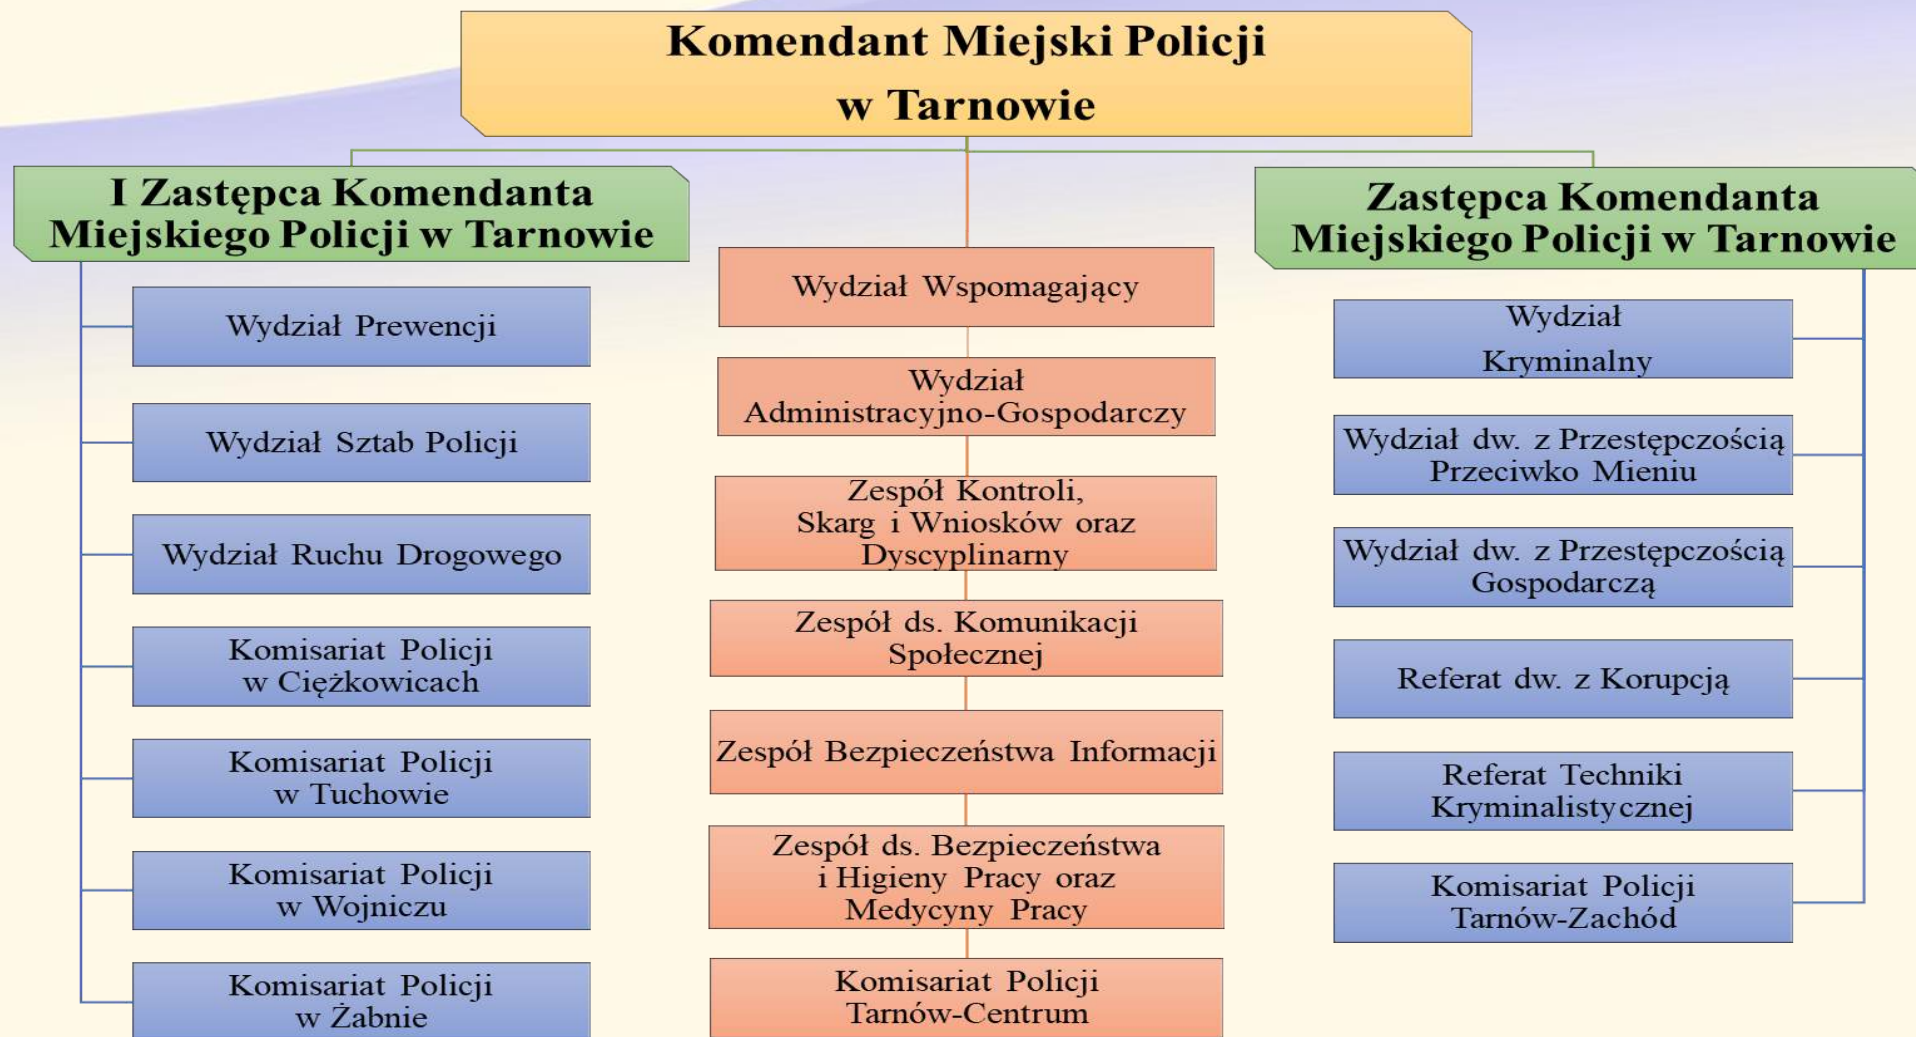 Komendant Miejski Policji
w Tarnowie
I Zastępca Komendanta
Miejskiego Policji w Tarnowie
Wydział Prewencji
Wydział Sztab Policji
Wydział Ruchu Drogowego
Komisariat Policji
w Ciężkowicach
Komisariat Policji
w Tuchowie
Komisariat Policji
w Wojniczu
Komisariat Policji
w Żabnie
Wydział Wspomagający
Wydział
Administracyjno-Gospodarczy
Zespół Kontroli,
Skarg i Wniosków oraz
Dyscyplinarny
Zespół ds. Komunikacji
Społecznej
Zespół Bezpieczeństwa Informacji
Zespół ds. Bezpieczeństwa
i Higieny Pracy oraz
Medycyny Pracy
Komisariat Policji
Tarnów-Centrum
Zastępca Komendanta
Miejskiego Policji w Tarnowie
Wydział
Kryminalny
Wydział dw. z Przestępczością
Przeciwko Mieniu
Wydział dw. z Przestępczością
Gospodarczą
Referat dw. z Korupcją
Referat Techniki
Kryminalistycznej
Komisariat Policji
Tarnów-Zachód